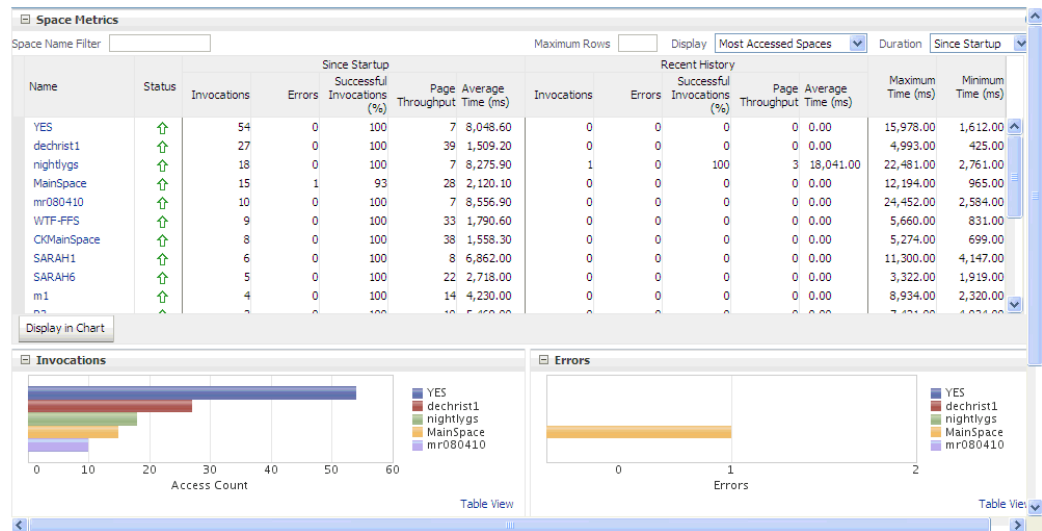 Space Metrics
Space Name Filter Maximum Rows Display Most Accessed Spaces Duration Since Startup
Since Startup Recent History
Name Status Invocations Errors Successful Invocations (%) Page Throughput Average Time (ms) Invocations Errors Successful Invocations (%) Page Throughput Average Time (ms) Maximum Time (ms) Minimum Time (ms)
YES 54 0 100 7 8,048.60 0 0 0 0 0.00 15,978.00 1,612.00
dechrist1 27 0 100 39 1,509.20 0 0 0 0 0.00 4,993.00 425.00
nightlygs 18 0 100 7 8,275.90 1 0 100 3 18,041.00 22,481.00 2,761.00
MainSpace 15 1 93 28 2,120.10 0 0 0 0 0.00 12,194.00 965.00
mr080410 10 0 100 7 8,556.90 0 0 0 0 0.00 24,452.00 2,584.00
WTF-FFS 9 0 100 33 1,790.60 0 0 0 0 0.00 5,660.00 831.00
CKMainSpace 8 0 100 38 1,558.30 0 0 0 0 0.00 5,274.00 699.00
SARAH1 6 0 100 8 6,862.00 0 0 0 0 0.00 11,300.00 4,147.00
SARAH6 5 0 100 22 2,718.00 0 0 0 0 0.00 3,322.00 1,919.00
m1 4 0 100 14 4,230.00 0 0 0 0 0.00 8,934.00 2,320.00
Display in Chart
Invocations
YES
dechrist1
nightlygs
MainSpace
mr080410
0 10 20 30 40 50 60
Access Count
Table View
Errors
YES
dechrist1
nightlygs
MainSpace
mr080410
0 1 2
Errors
Table View